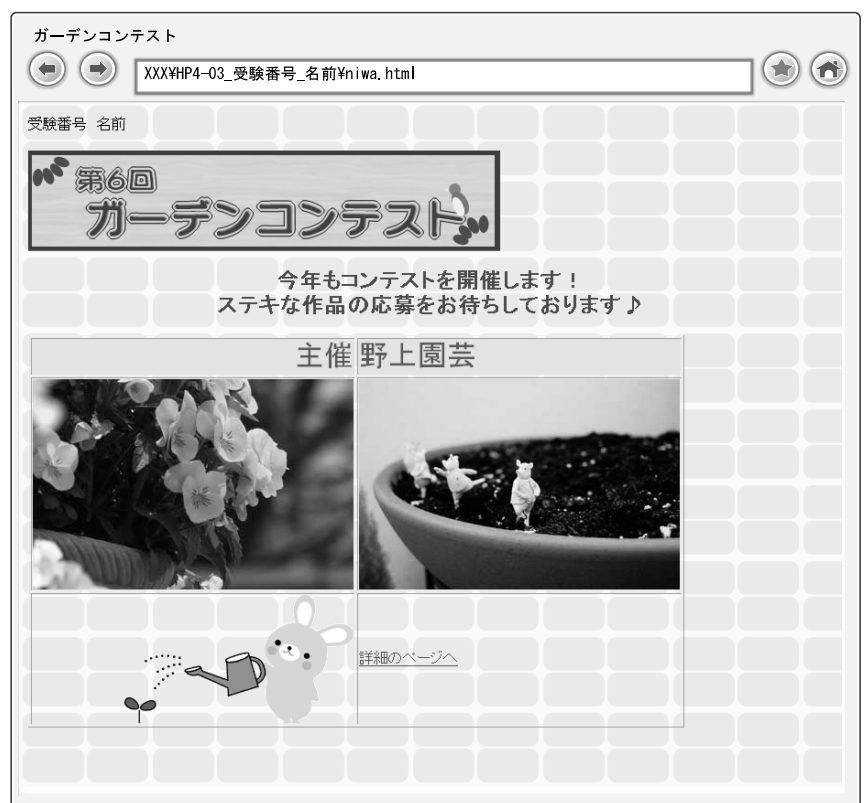 ガーデンコンテスト
XXX¥HP4-03_受験番号_名前¥niwa.html
受験番号 名前
第6回
ガーデンコンテスト
今年もコンテストを開催します！
ステキな作品の応募をお待ちしております♪
主催 野上園芸
詳細のページへ